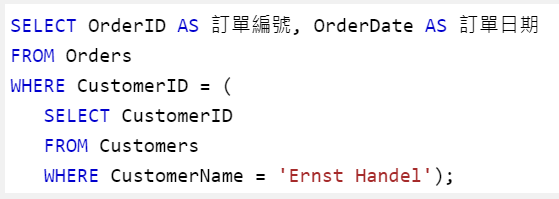 SELECT OrderID AS 訂單編號, OrderDate AS 訂單日期
FROM Orders
WHERE CustomerID = (
   SELECT CustomerID
   FROM Customers
   WHERE CustomerName = 'Ernst Handel');